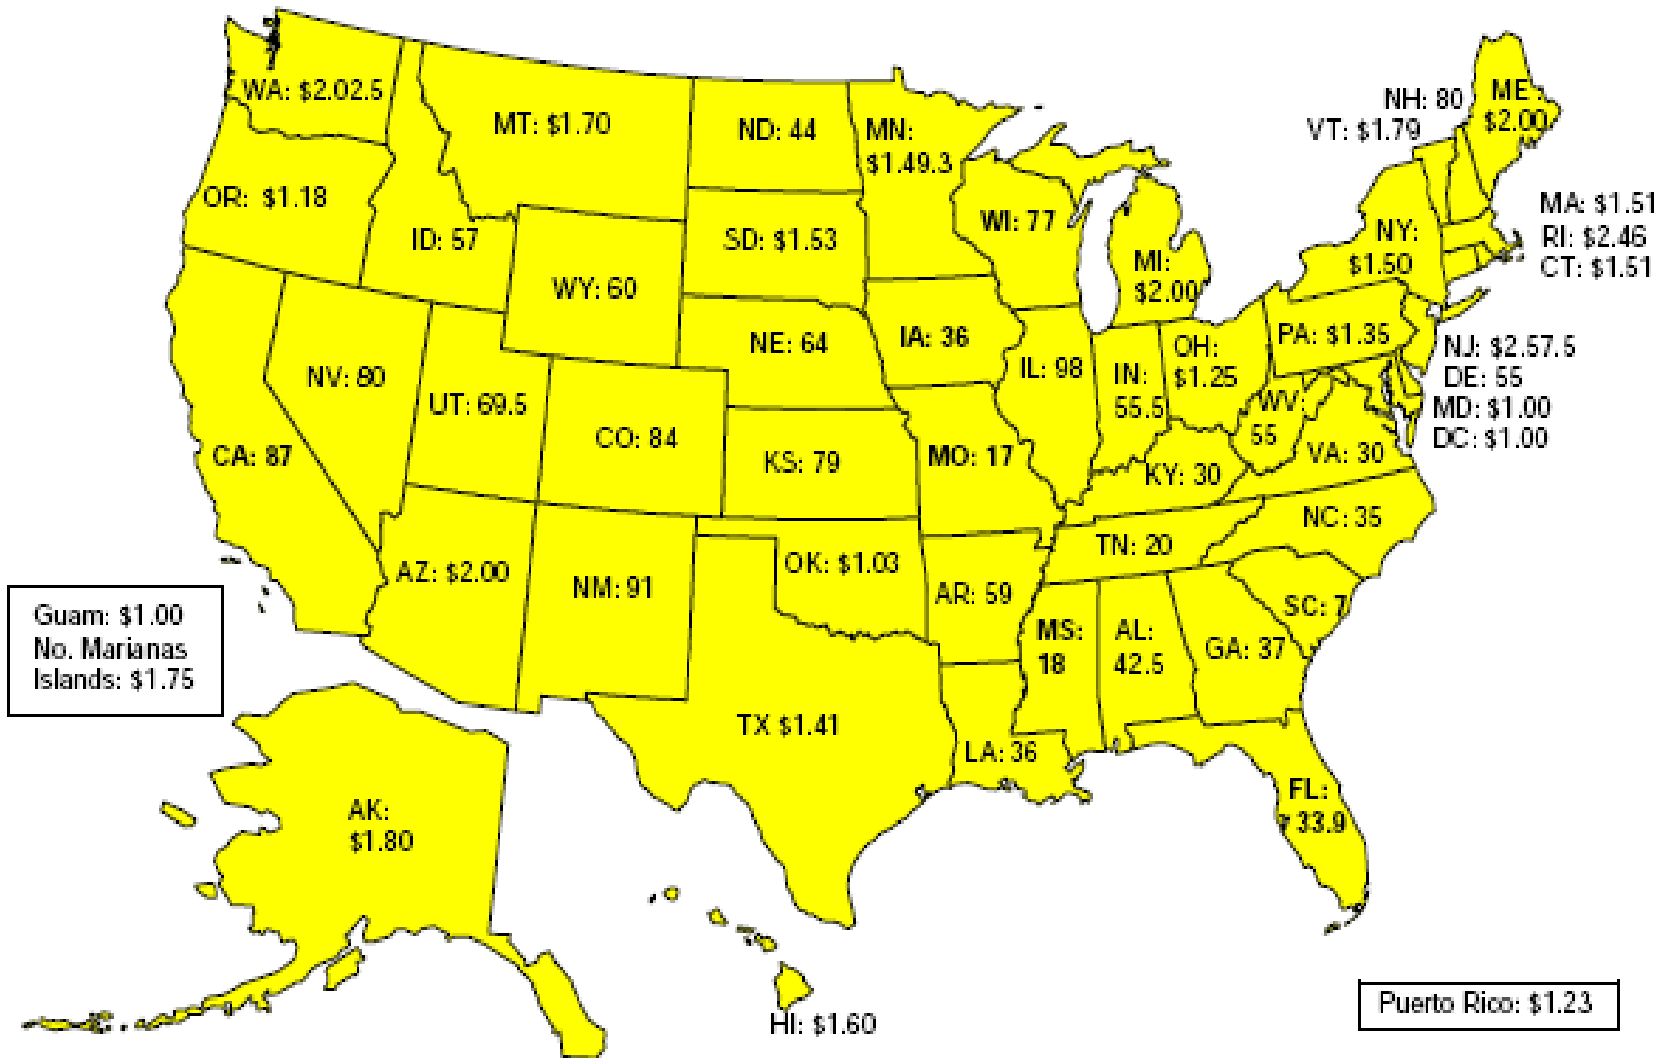 WA: $2.02.5
MT: $1.70
ND: 44
MN:
$1.49.3
NH: 80
VT: $1.79
ME:
$2.00
OR: $1.18
ID: 57
WY: 60
SD: $1.53
WI: 77
MI:
$2.00
NY:
$1.50
MA: $1.51
RI: $2.46
CT: $1.51
NV: 80
UT: 69.5
CO: 84
NE: 64
KS: 79
IA: 36
MO: 17
IL: 98
IN:
55.5
OH:
$1.25
PA: $1.35
NJ: $2.57.5
DE: 55
MD: $1.00
DC: $1.00
WV:
55
VA: 30
KY: 30
CA: 87
AZ: $2.00
NM: 91
OK: $1.03
AR: 59
TN: 20
NC: 35
SC: 7
MS:
18
AL:
42.5
GA: 37
TX $1.41
LA: 36
FL:
33.9
Guam: $1.00
No. Marianas
Islands: $1.75
AK:
$1.80
HI: $1.60
Puerto Rico: $1.23